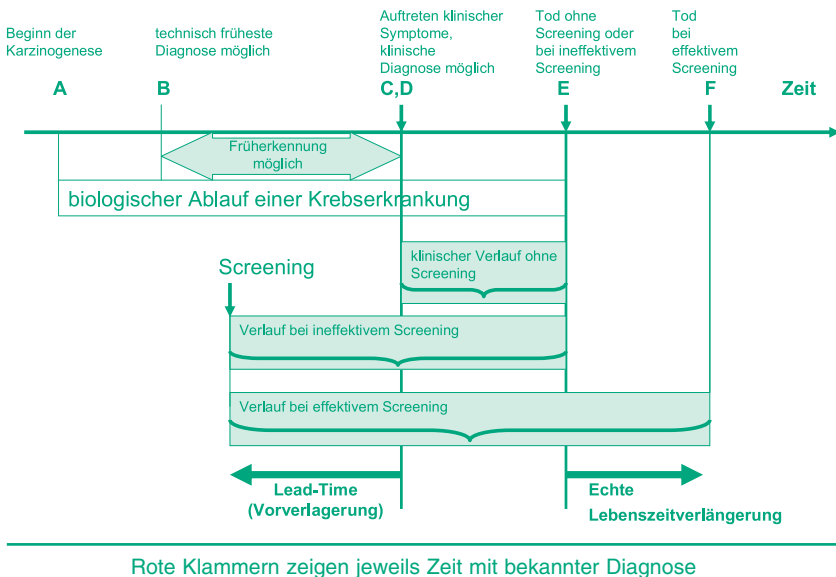 Beginn der
Karzinogenese
technisch früheste
Diagnose möglich
Auftreten klinischer
Symptome,
klinische
Diagnose möglich
Tod ohne
Screening oder
bei ineffektivem
Screening
Tod
bei
effektivem
Screening
A
B
C,D
E
F
Zeit
Früherkennung
möglich
biologischer Ablauf einer Krebserkrankung
klinischer Verlauf ohne
Screening
Screening
Verlauf bei ineffektivem Screening
Verlauf bei effektivem Screening
Lead-Time
(Vorverlagerung)
Echte
Lebenszeitverlängerung
Rote Klammern zeigen jeweils Zeit mit bekannter Diagnose